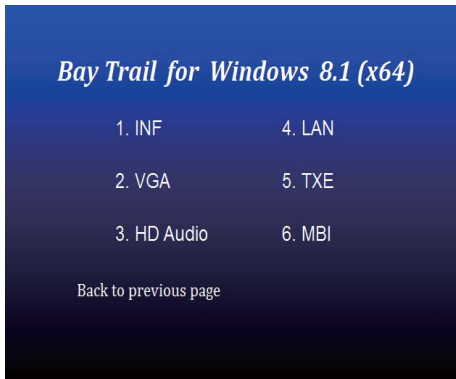 Bay Trail for Windows 8.1 (x64)
1. INF
2. VGA
3. HD Audio
4. LAN
5. TXE
6. MBI
Back to previous page